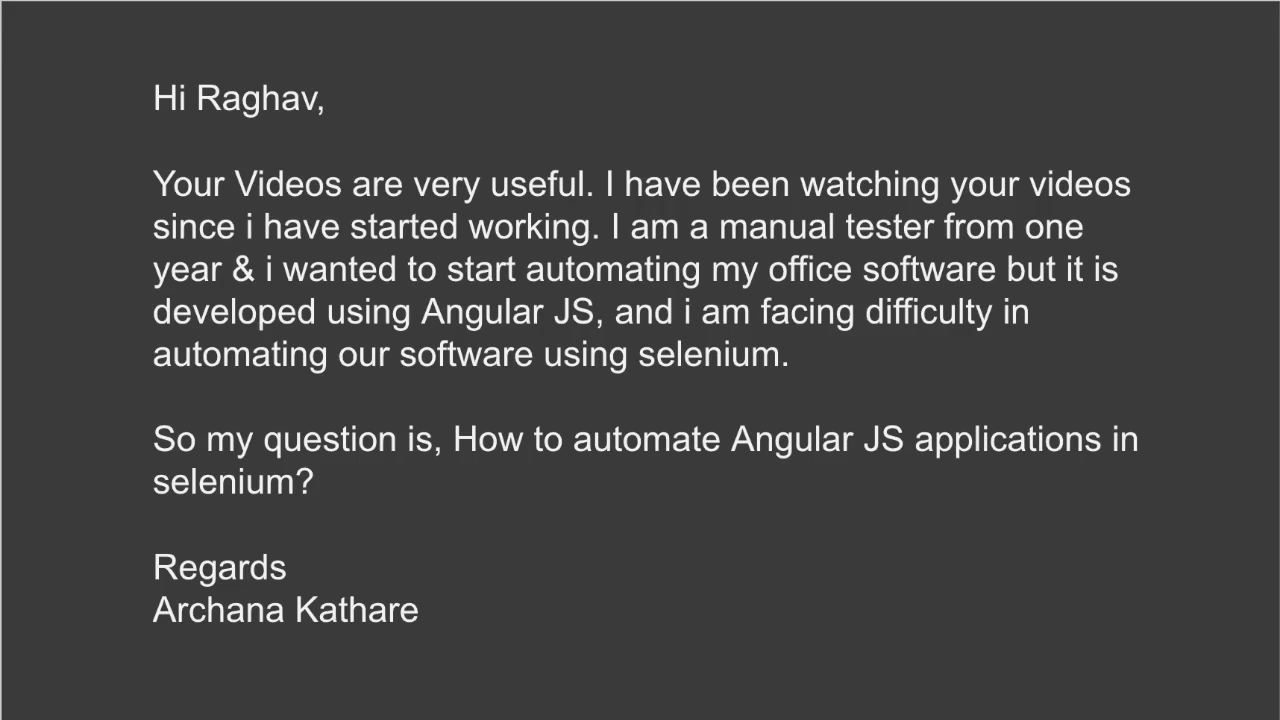 Hi Raghav,
Your Videos are very useful. I have been watching your videos
since i have started working. I am a manual tester from one
year & i wanted to start automating my office software but it is
developed using Angular JS, and i am facing difficulty in
automating our software using selenium.
So my question is, How to automate Angular JS applications in
selenium?
Regards
Archana Kathare